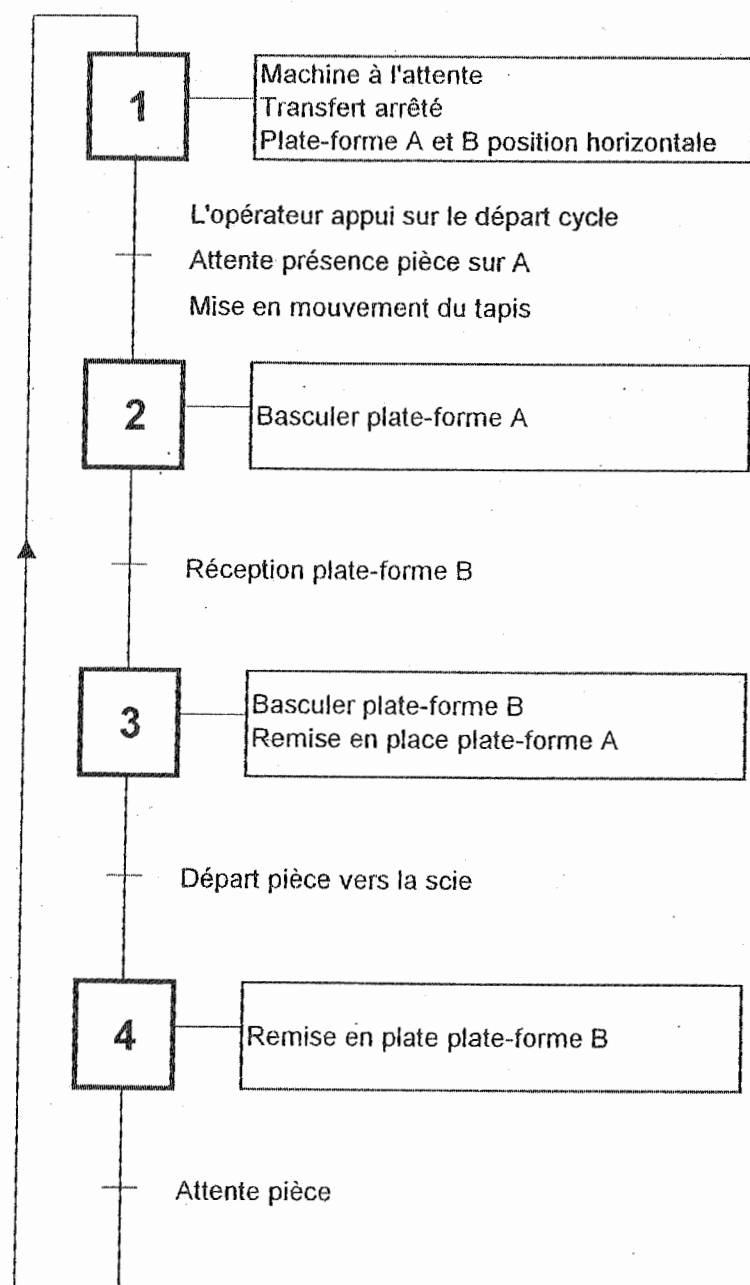 1
Machine à l'attente
Transfert arrêté
Plate-forme A et B position horizontale
L'opérateur appui sur le départ cycle
Attente présence pièce sur A
Mise en mouvement du tapis
2
Basculer plate-forme A
Réception plate-forme B
3
Basculer plate-forme B
Remise en place plate-forme A
Départ pièce vers la scie
4
Remise en plate plate-forme B
Attente pièce